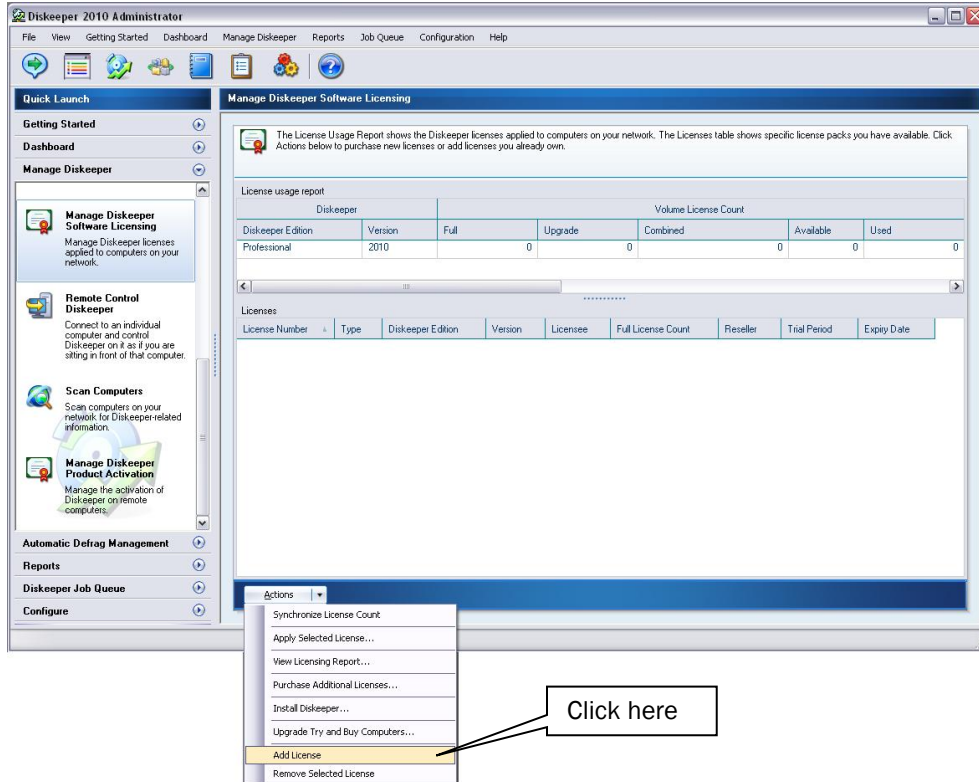 Diskeeper 2010 Administrator
File View Getting Started Dashboard Manage Diskeeper Reports Job Queue Configuration Help
Quick Launch
Getting Started
Dashboard
Manage Diskeeper
Manage Diskeeper
Software Licensing
Manage Diskeeper licenses
applied to computers on your
network.
Remote Control
Diskeeper
Connect to an individual
computer and control
Diskeeper on it as if you are
sitting in front of that computer.
Scan Computers
Scan computers on your
network for Diskeeper-related
information.
Manage Diskeeper
Product Activation
Manage the activation of
Diskeeper on remote
computers.
Automatic Defrag Management
Reports
Diskeeper Job Queue
Configure
Manage Diskeeper Software Licensing
The License Usage Report shows the Diskeeper licenses applied to computers on your network. The Licenses table shows specific license packs you have available. Click
Actions below to purchase new licenses or add licenses you already own.
License usage report
Diskeeper Volume License Count
Diskeeper Edition Version Full Upgrade Combined Available Used
Professional 2010 0 0 0 0 0
Licenses
License Number Type Diskeeper Edition Version Licensee Full License Count Reseller Trial Period Expiry Date
Actions
Synchronize License Count
Apply Selected License...
View Licensing Report...
Purchase Additional Licenses...
Install Diskeeper...
Upgrade Try and Buy Computers...
Add License
Remove Selected License
Click here